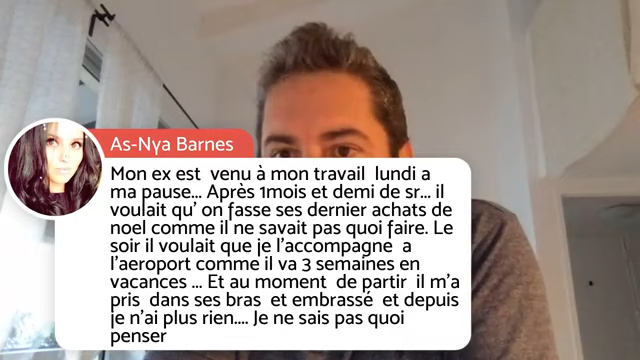 As-Nya Barnes
Mon ex est venu à mon travail lundi a
ma pause... Après 1mois et demi de sr... il
voulait qu' on fasse ses dernier achats de
noel comme il ne savait pas quoi faire. Le
soir il voulait que je l'accompagne a
l'aeroport comme il va 3 semaines en
vacances ... Et au moment de partir il m'a
pris dans ses bras et embrassé et depuis
je n'ai plus rien.... Je ne sais pas quoi
penser